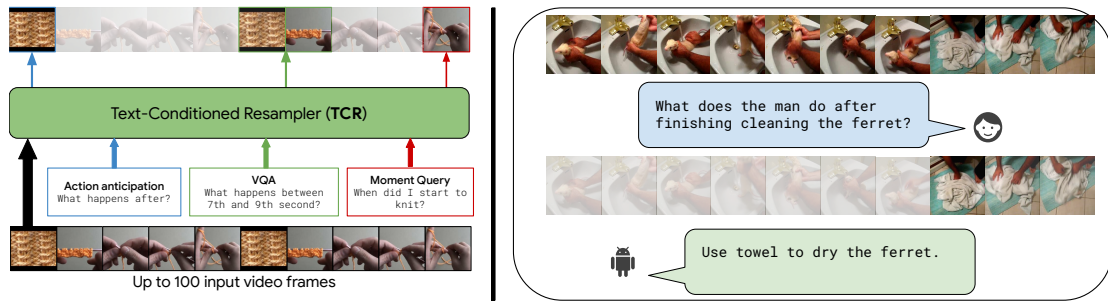 Text-Conditioned Resampler (TCR)
Action anticipation
What happens after?
VQA
What happens between
7th and 9th second?
Moment Query
When did I start to
knit?
Up to 100 input video frames
What does the man do after
finishing cleaning the ferret?
Use towel to dry the ferret.